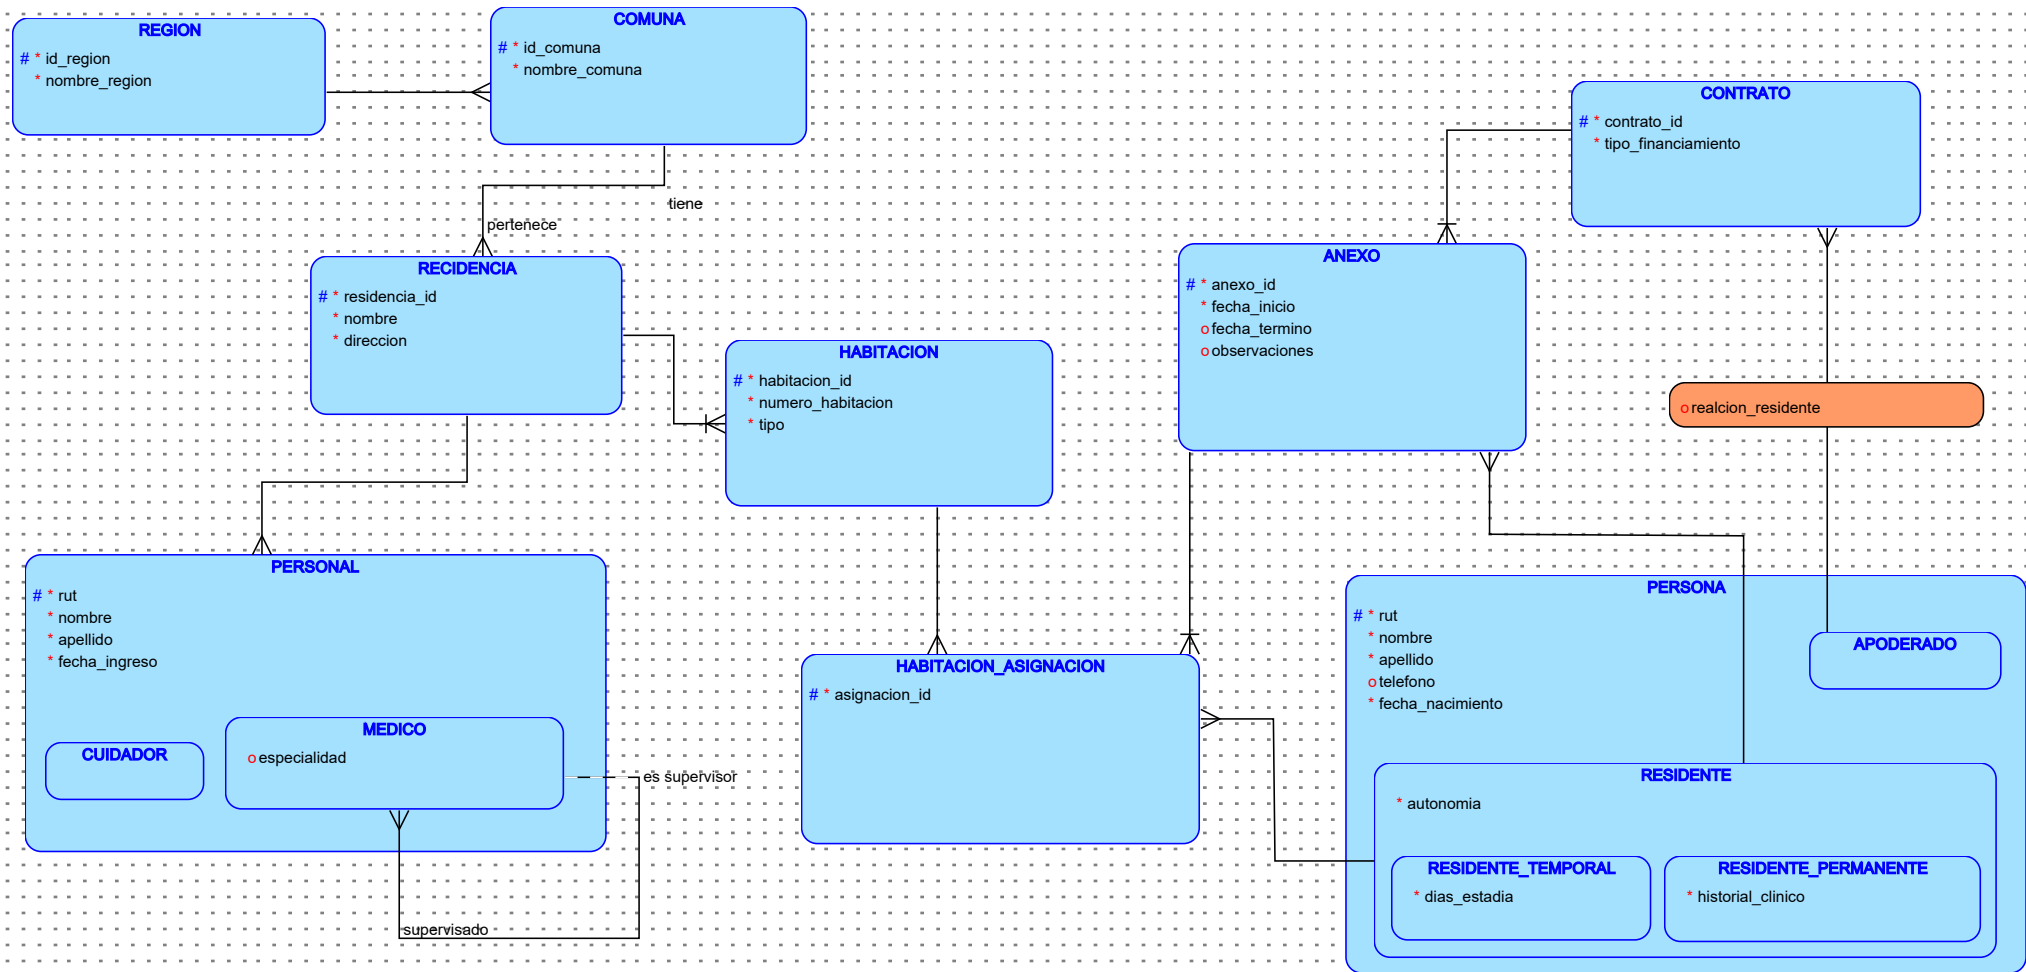 REGION
# * id_region
* nombre_region
COMUNA
# * id_comuna
* nombre_comuna
CONTRATO
# * contrato_id
* tipo_financiamiento
tiene
pertenece
RECIDENCIA
# * residencia_id
* nombre
* direccion
ANEXO
# * anexo_id
* fecha_inicio
o fecha_termino
o observaciones
HABITACION
# * habitacion_id
* numero_habitacion
* tipo
o realcion_residente
PERSONAL
# * rut
* nombre
* apellido
* fecha_ingreso
CUIDADOR
MEDICO
o especialidad
es supervisor
supervisado
HABITACION_ASIGNACION
# * asignacion_id
PERSONA
# * rut
* nombre
* apellido
o telefono
* fecha_nacimiento
APODERADO
RESIDENTE
* autonomia
RESIDENTE_TEMPORAL
* dias_estadia
RESIDENTE_PERMANENTE
* historial_clinico